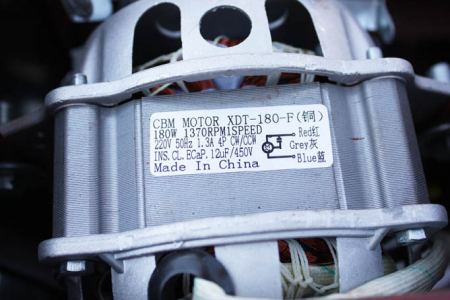 CBM MOTOR XDT-180-F(铜)
180W 1370RPM1SPEED
220V 50Hz 1.3A 4P CW/CCW
INS.CL.ECaP.12uF/450V
Made In China
Red红
Grey灰
Blue蓝